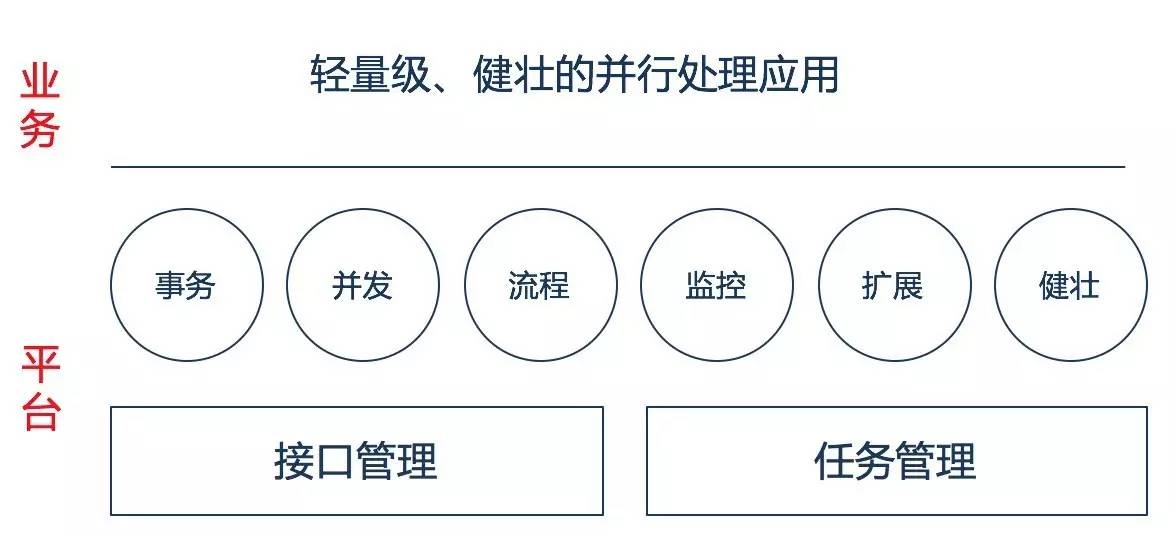 业务
轻量级、健壮的并行处理应用
平台
事务
并发
流程
监控
扩展
健壮
接口管理
任务管理